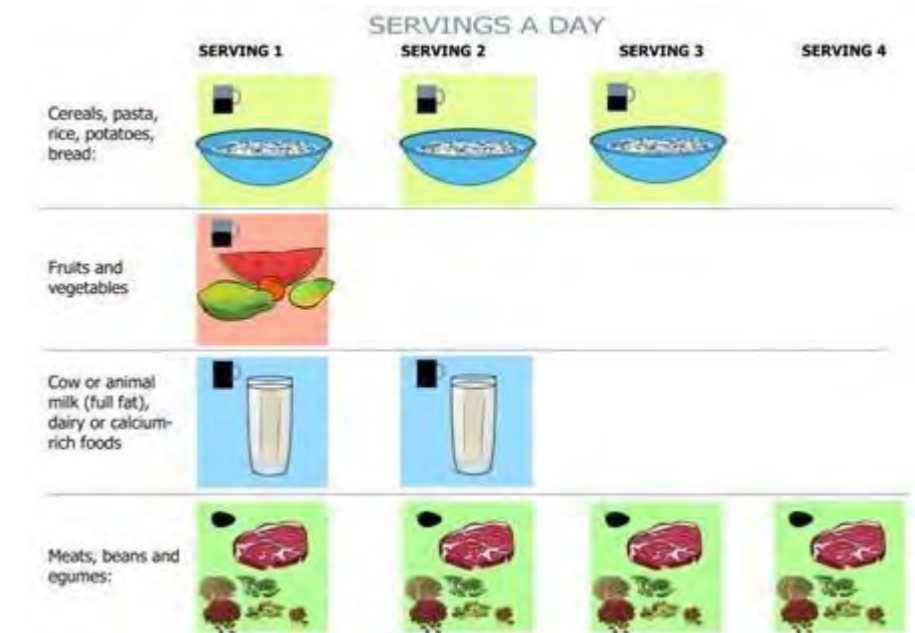 SERVINGS A DAY
SERVING 1 SERVING 2 SERVING 3 SERVING 4
Cereals, pasta,
rice, potatoes,
bread:
Fruits and
vegetables
Cow or animal
milk (full fat),
dairy or calcium-
rich foods
Meats, beans and
egumes: